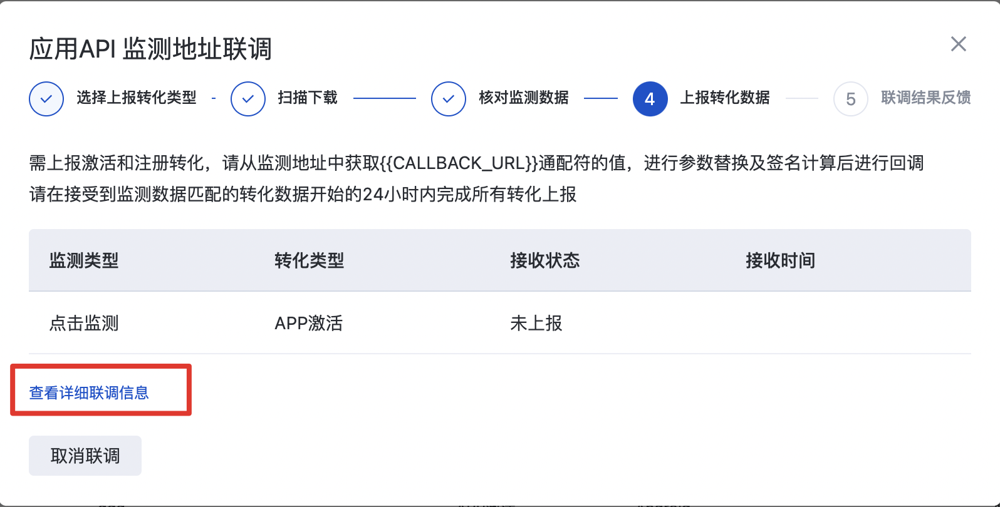 应用API 监测地址联调
选择上报转化类型 扫描下载 核对监测数据 4 上报转化数据 5 联调结果反馈
需上报激活和注册转化，请从监测地址中获取{{CALLBACK_URL}}通配符的值，进行参数替换及签名计算后进行回调
请在接受到监测数据匹配的转化数据开始的24小时内完成所有转化上报
监测类型 转化类型 接收状态 接收时间
点击监测 APP激活 未上报
查看详细联调信息
取消联调